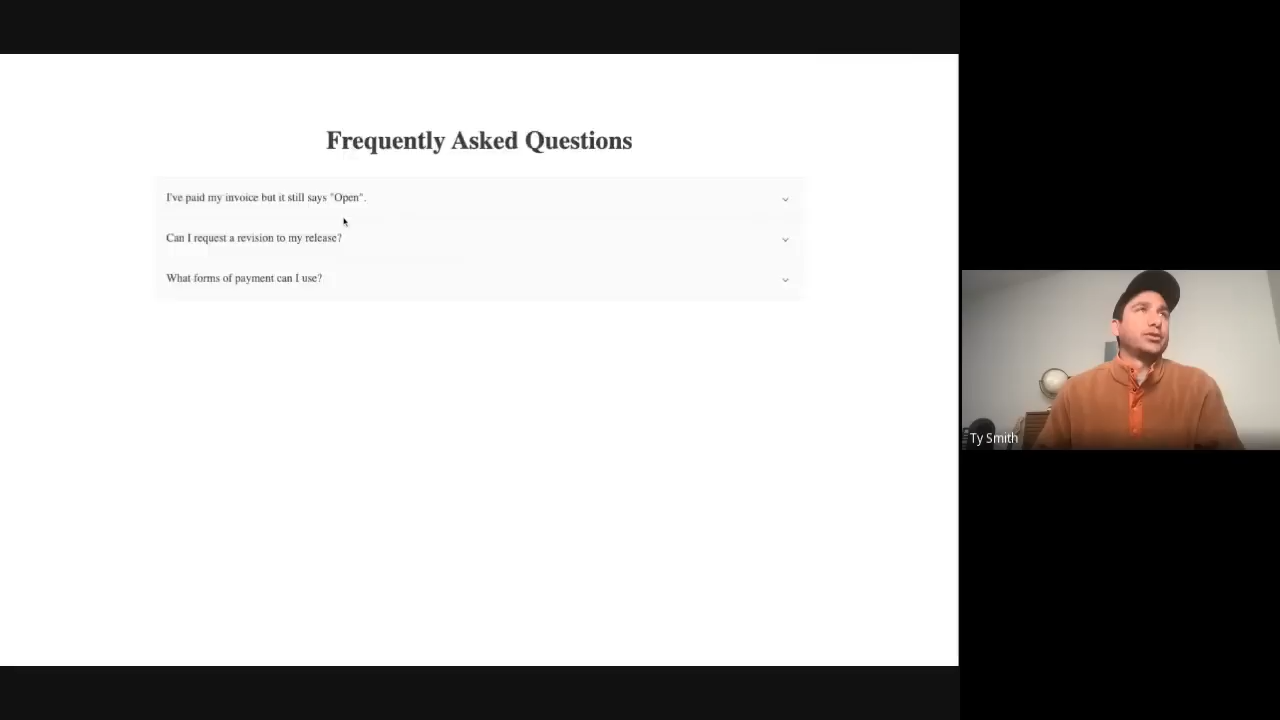 Frequently Asked Questions
I've paid my invoice but it still says "Open".
Can I request a revision to my release?
What forms of payment can I use?
Ty Smith